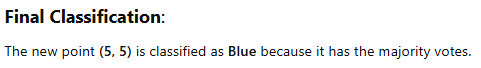 Final Classification:
The new point (5, 5) is classified as Blue because it has the majority votes.